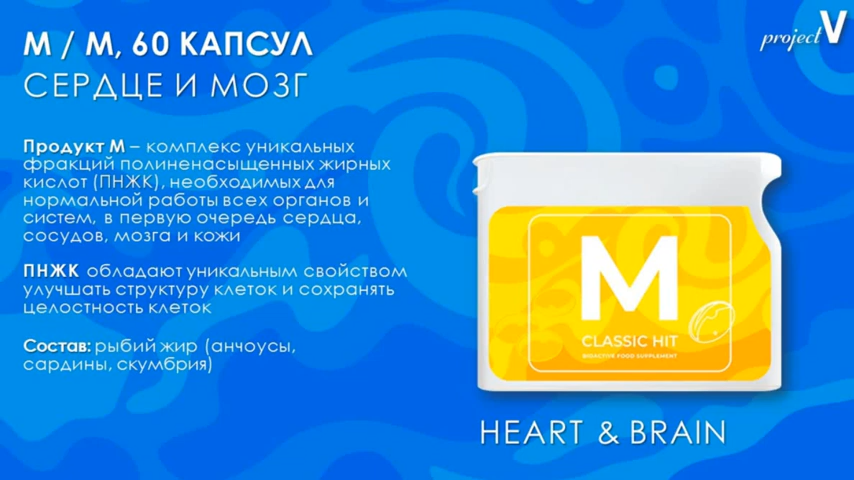 М / M, 60 КАПСУЛ
СЕРДЦЕ И МОЗГ
project V
Продукт М – комплекс уникальных
фракций полиненасыщенных жирных
кислот (ПНЖК), необходимых для
нормальной работы всех органов и
систем, в первую очередь сердца,
сосудов, мозга и кожи
ПНЖК обладают уникальным свойством
улучшать структуру клеток и сохранять
целостность клеток
Состав: рыбий жир (анчоусы,
сардины, скумбрия)
M
CLASSIC HIT
BIOACTIVE FOOD SUPPLEMENT
HEART & BRAIN